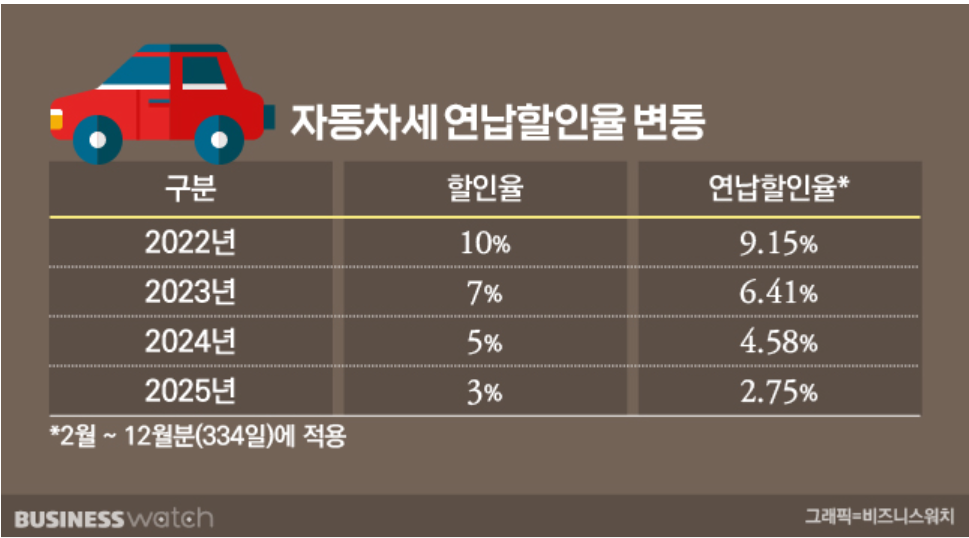 자동차세 연납할인율 변동
구분 할인율 연납할인율*
2022년 10% 9.15%
2023년 7% 6.41%
2024년 5% 4.58%
2025년 3% 2.75%
*2월 ~ 12월분(334일)에 적용
BUSINESSwatch 그래픽=비즈니스워치